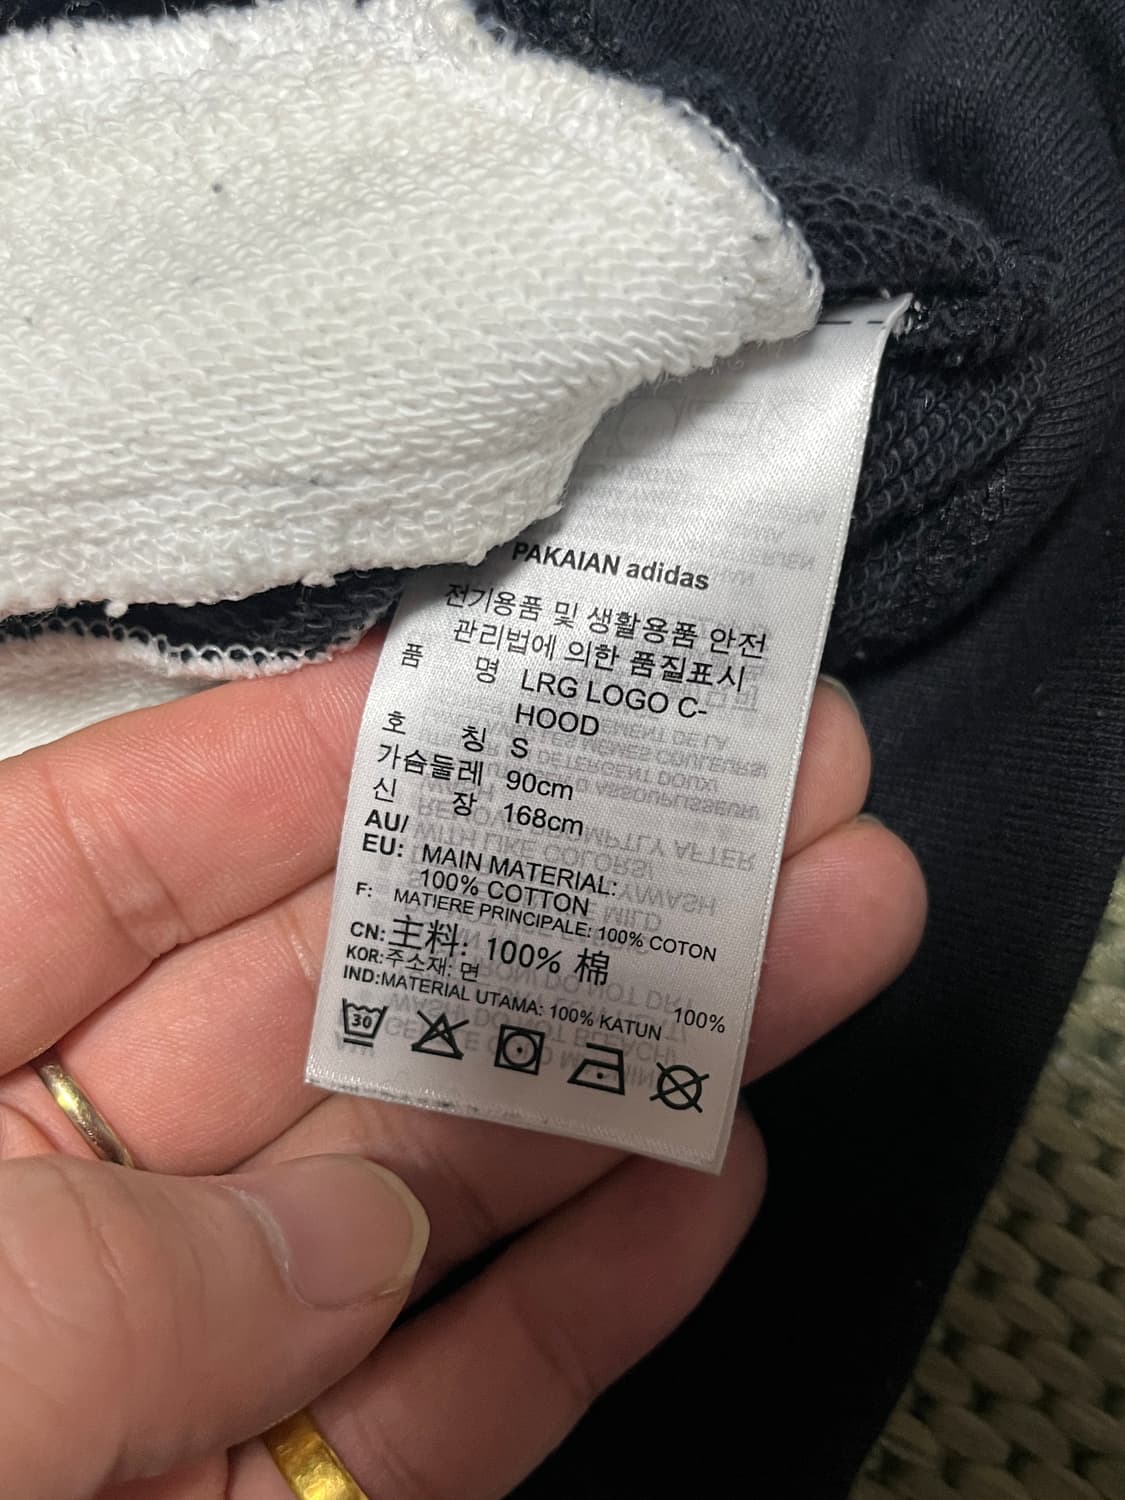 PAKAIAN adidas
전기용품 및 생활용품 안전
관리법에 의한 품질표시
품 명 LRG LOGO C-
HOOD
호 칭 S
가슴둘레 90cm
신 장 168cm
AU/
EU: MAIN MATERIAL:
100% COTTON
F: MATIERE PRINCIPALE: 100% COTON
CN: 主料: 100% 棉
KOR:주소재: 면 100%
IND:MATERIAL UTAMA: 100% KATUN
30